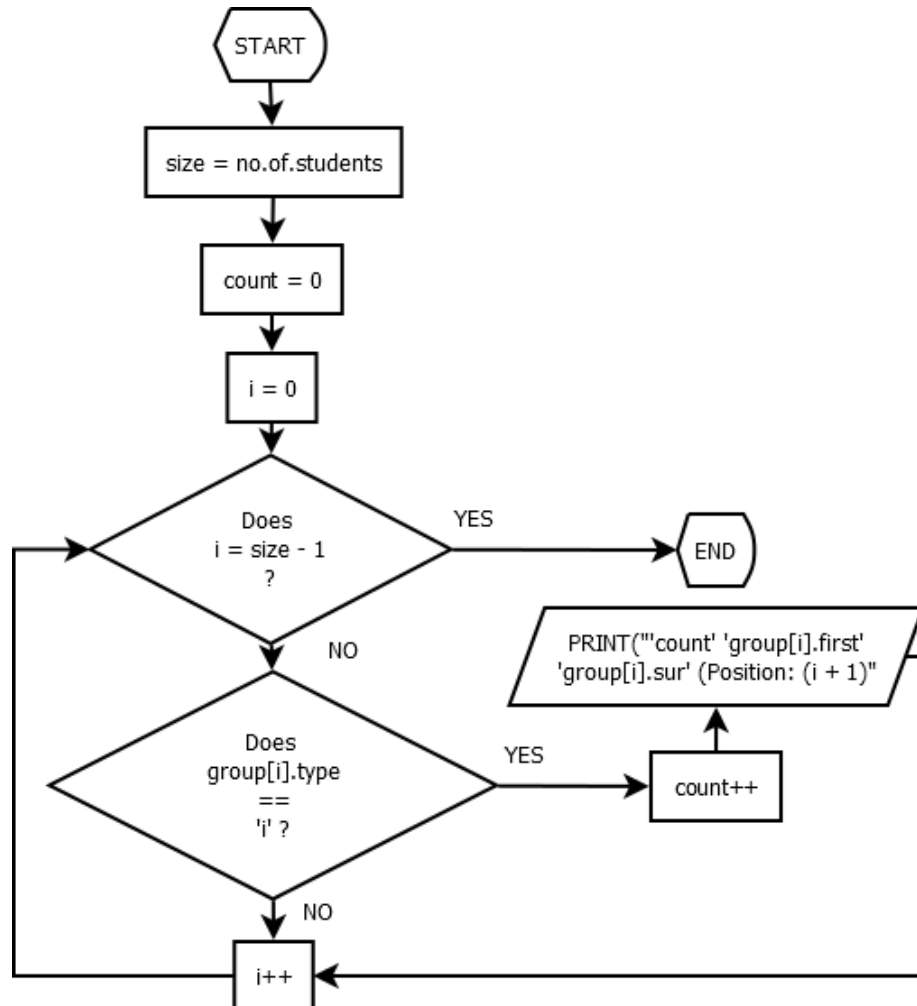 START
size = no.of.students
count = 0
i = 0
Does
i = size - 1
?
YES
END
NO
PRINT("'count' 'group[i].first'
'group[i].sur' (Position: (i + 1)"
Does
group[i].type
==
'i' ?
YES
count++
NO
i++